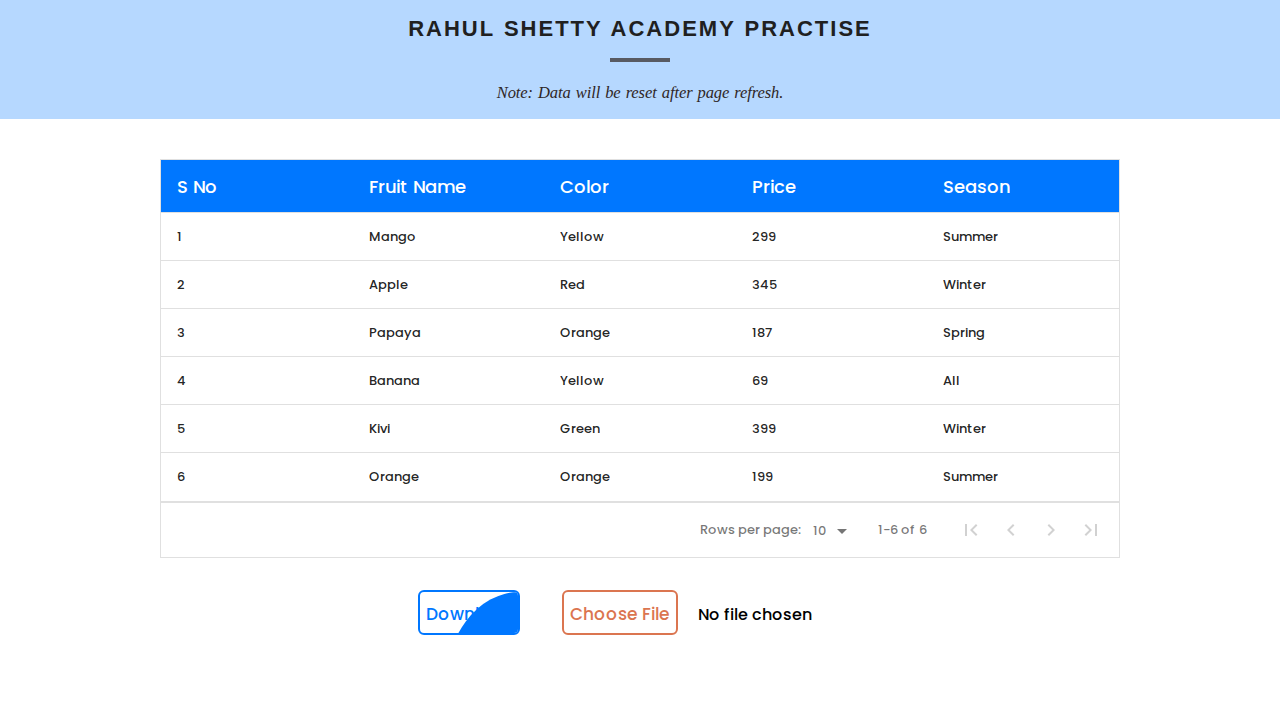 RAHUL SHETTY ACADEMY PRACTISE
Note: Data will be reset after page refresh.
S No Fruit Name Color Price Season
1 Mango Yellow 299 Summer
2 Apple Red 345 Winter
3 Papaya Orange 187 Spring
4 Banana Yellow 69 All
5 Kivi Green 399 Winter
6 Orange Orange 199 Summer
Rows per page: 10 1-6 of 6
Choose File No file chosen